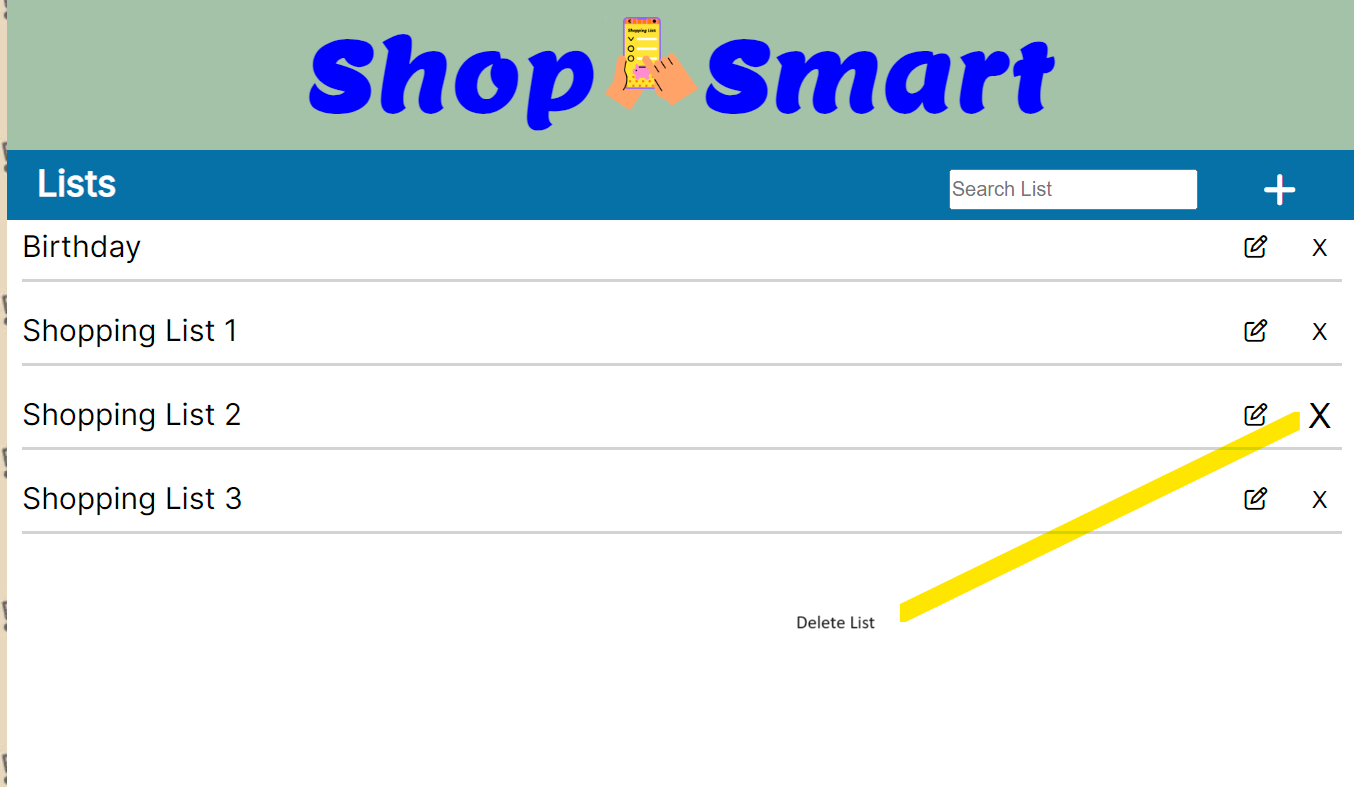 Shop Smart
Shopping List
Lists
Search List
Birthday X
Shopping List 1 X
Shopping List 2 X
Shopping List 3 X
Delete List